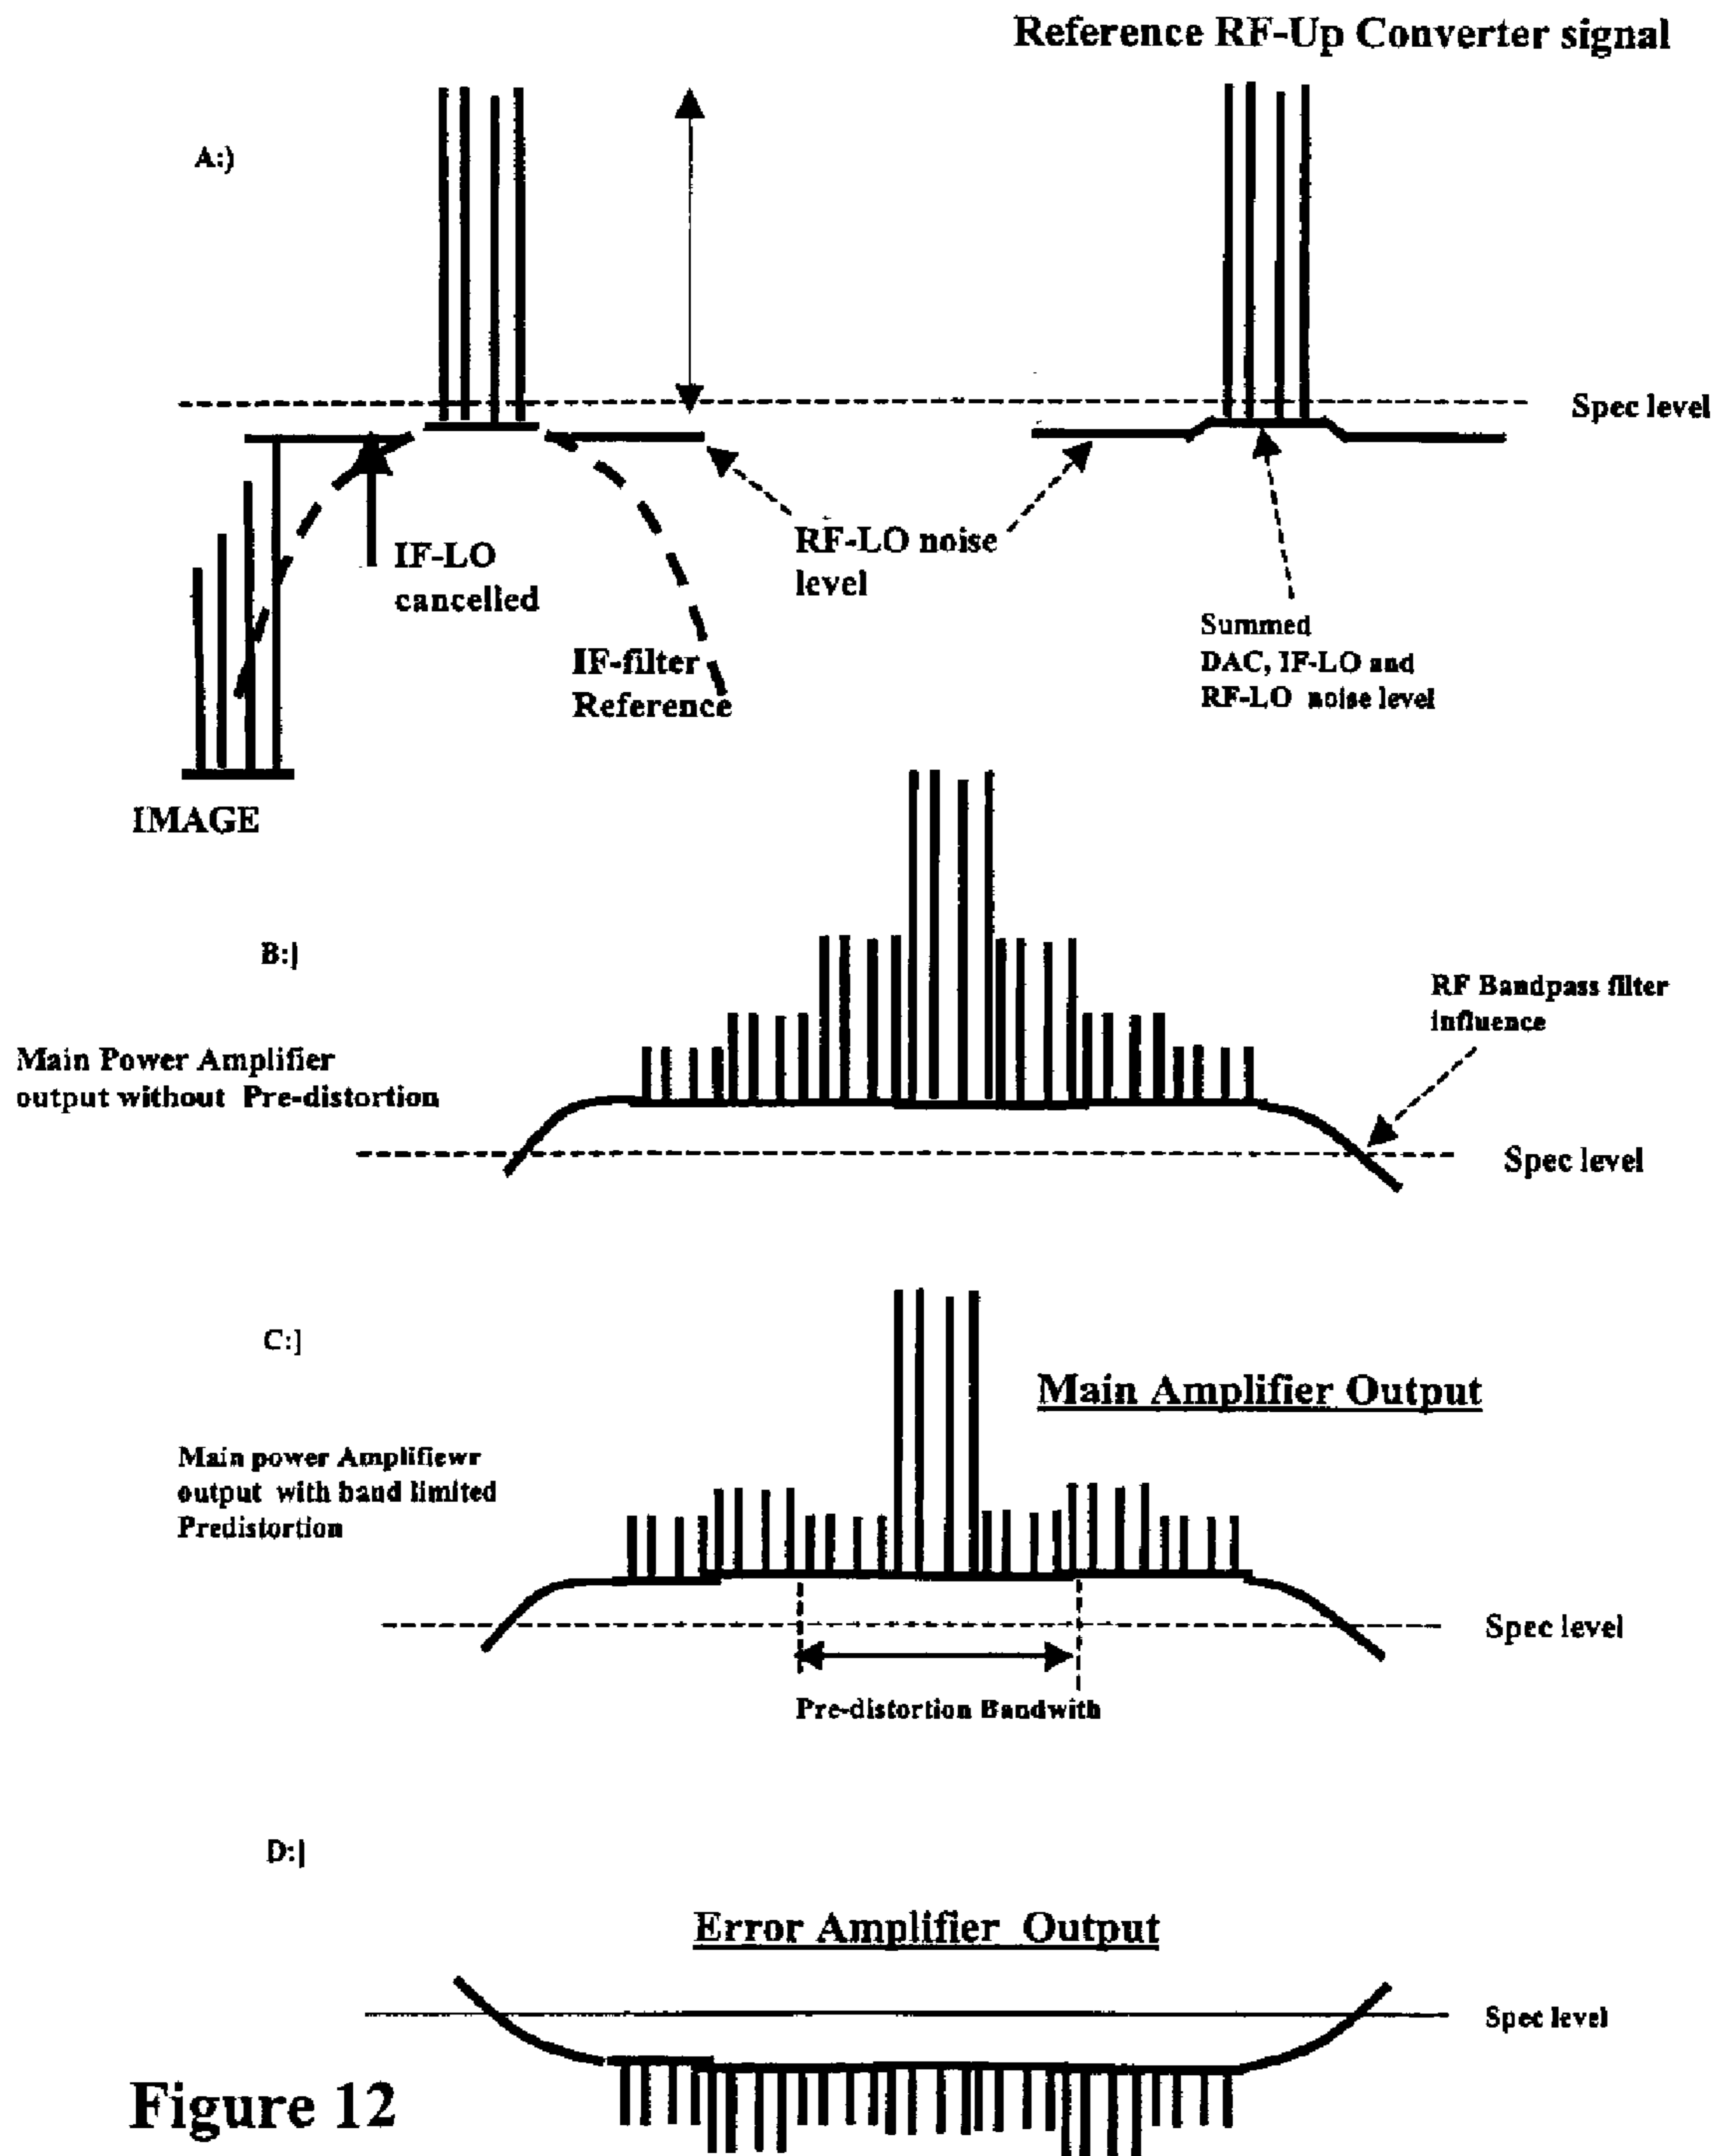 Reference RF-Up Converter signal
A:)
Spec level
IF-LO
cancelled
RF-LO noise
level
IF-filter
Reference
Summed
DAC, IF-LO and
RF-LO noise level
IMAGE
B:]
RF Bandpass filter
influence
Main Power Amplifier
output without Pre-distortion
Spec level
C:]
Main Amplifier Output
Main power Amplifiewr
output with band limited
Predistortion
Spec level
Pre-distortion Bandwith
D:]
Error Amplifier Output
Spec level
Figure 12